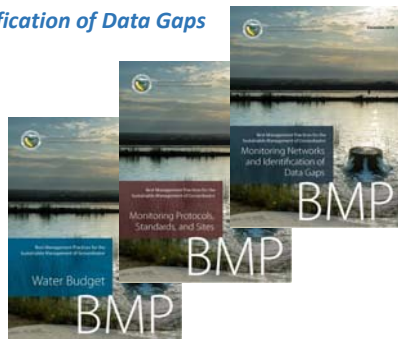 fication of Data Gaps
December 2016
Best Management Practices for the
Sustainable Management of Groundwater
Monitoring Networks
and Identification of
Data Gaps
BMP
Best Management Practices for the
Sustainable Management of Groundwater
Monitoring Protocols,
Standards, and Sites
BMP
Best Management Practices for the
Sustainable Management of Groundwater
Water Budget
BMP